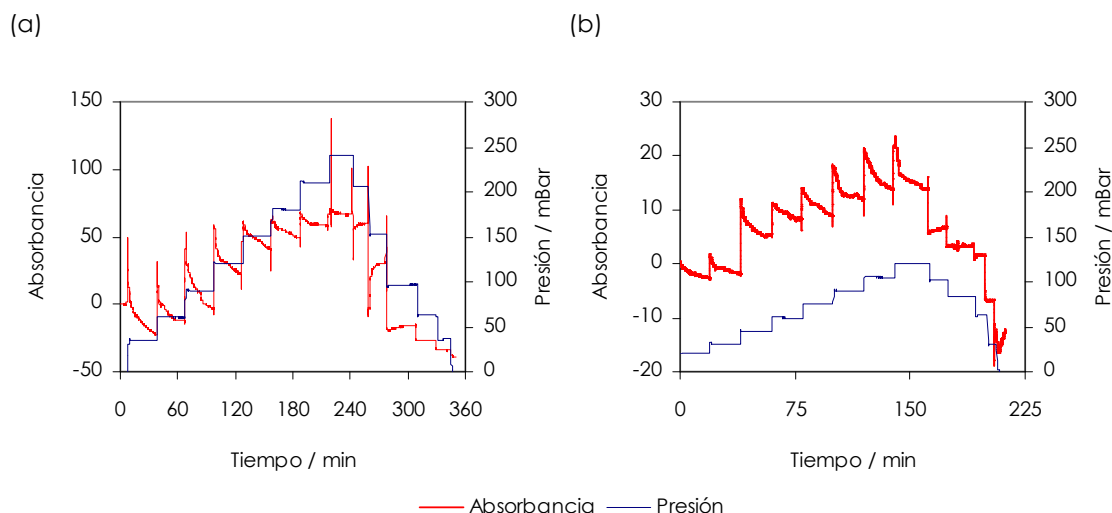 (a)
(b)
150
100
50
0
-50
Absorbancia
300
250
200
150
100
50
0
Presión / mBar
0 60 120 180 240 300 360
Tiempo / min
30
20
10
0
-10
-20
Absorbancia
300
250
200
150
100
50
0
Presión / mBar
0 75 150 225
Tiempo / min
Absorbancia Presión